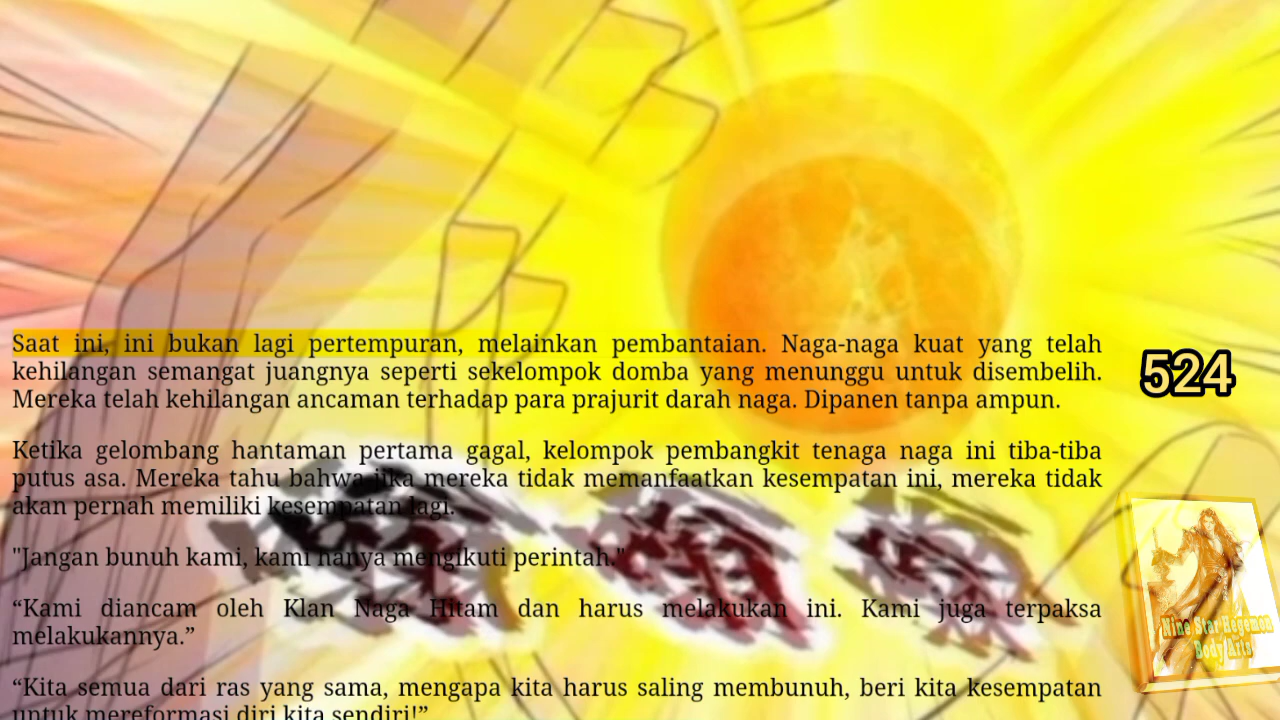 Saat ini, ini bukan lagi pertempuran, melainkan pembantaian. Naga-naga kuat yang telah
kehilangan semangat juangnya seperti sekelompok domba yang menunggu untuk disembelih.
Mereka telah kehilangan ancaman terhadap para prajurit darah naga. Dipanen tanpa ampun.
524
Ketika gelombang hantaman pertama gagal, kelompok pembangkit tenaga naga ini tiba-tiba
putus asa. Mereka tahu bahwa jika mereka tidak memanfaatkan kesempatan ini, mereka tidak
akan pernah memiliki kesempatan lagi.
"Jangan bunuh kami, kami hanya mengikuti perintah."
“Kami diancam oleh Klan Naga Hitam dan harus melakukan ini. Kami juga terpaksa
melakukannya.”
Nine Star Hegemon
Body Arts
“Kita semua dari ras yang sama, mengapa kita harus saling membunuh, beri kita kesempatan
untuk mereformasi diri kita sendiri!”